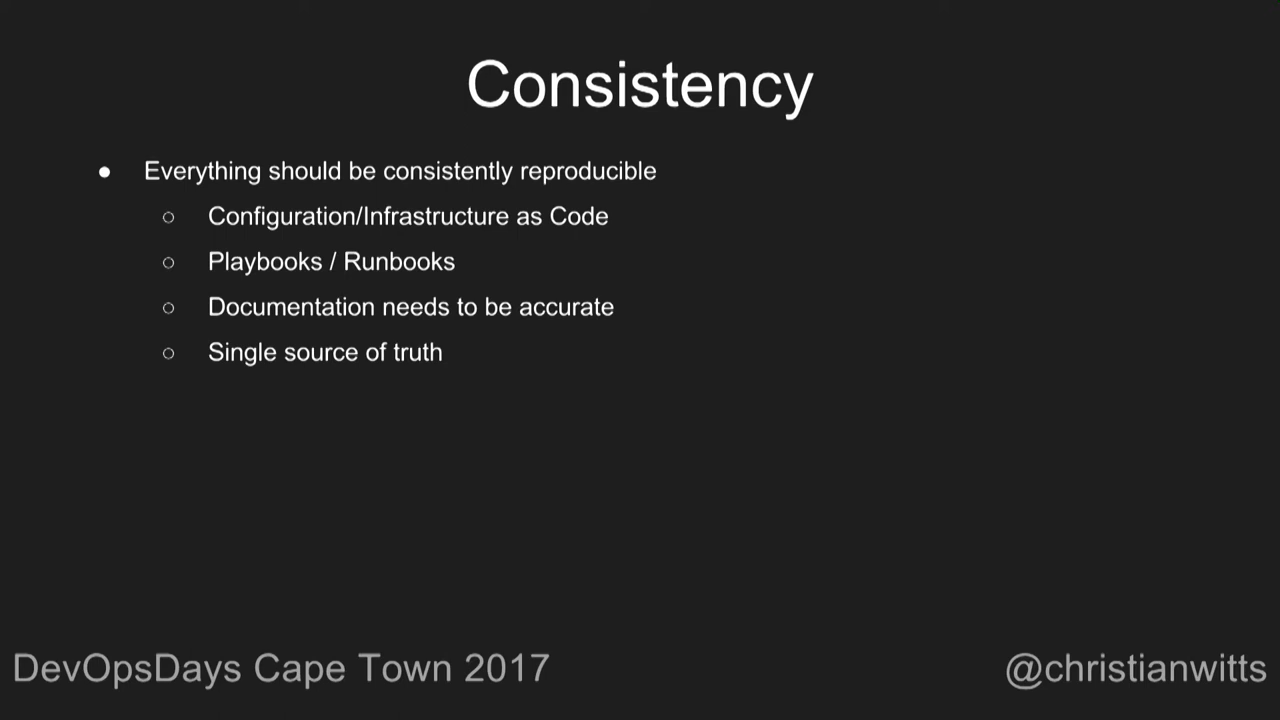 Consistency
● Everything should be consistently reproducible
○ Configuration/Infrastructure as Code
○ Playbooks / Runbooks
○ Documentation needs to be accurate
○ Single source of truth
DevOpsDays Cape Town 2017
@christianwitts